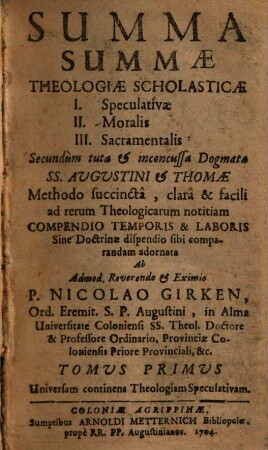 SUMMA
SUMMÆ
THEOLOGIÆ SCHOLASTICÆ
I. Speculativæ
II. Moralis
III. Sacramentalis
Secundùm tuta & inconcussa Dogmata
SS. AUGUSTINI & THOMÆ
Methodo succinctâ, clarâ & facili
ad rerum Theologicarum notitiam
COMPENDIO TEMPORIS & LABORIS
Sine Doctrinæ dispendio sibi compa-
randam adornata
Ab
Admod. Reverendo & Eximio
P. NICOLAO GIRKEN,
Ord. Eremit. S. P. Augustini, in Alma
Universitate Coloniensi SS. Theol. Doctore
& Professore Ordinario, Provinciæ Co-
loniensis Priore Provinciali, &c.
TOMUS PRIMUS
Universam continens Theologiam Speculativam.
COLONIÆ AGRIPPINÆ,
Sumptibus ARNOLDI METTERNICH Bibliopolæ,
propè RR. PP. Augustinianos. 1704.